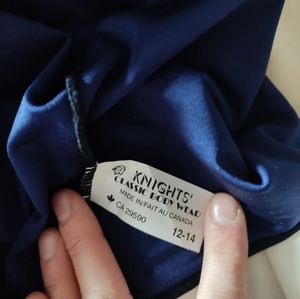 KNIGHTS'
CLASSIC BODY WEAR
MADE IN/FAIT AU CANADA
CA 29590
12-14